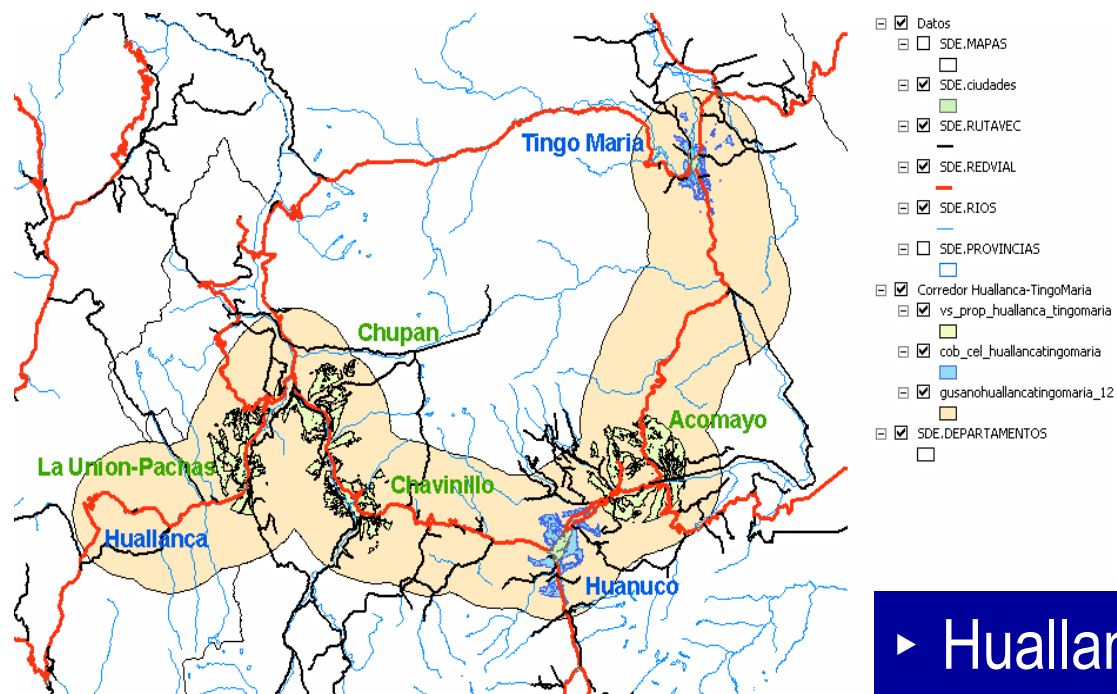 Tingo Maria
Chupan
Acomayo
La Union-Pachas
Chavinillo
Huallanca
Huanuco
Datos
SDE.MAPAS
SDE.ciudades
SDE.RUTAVEC
SDE.REDVIAL
SDE.RIOS
SDE.PROVINCIAS
Corredor Huallanca-TingoMaria
vs_prop_huallanca_tingomaria
cob_cel_huallancatingomaria
gusanohuallancatingomaria_12
SDE.DEPARTAMENTOS